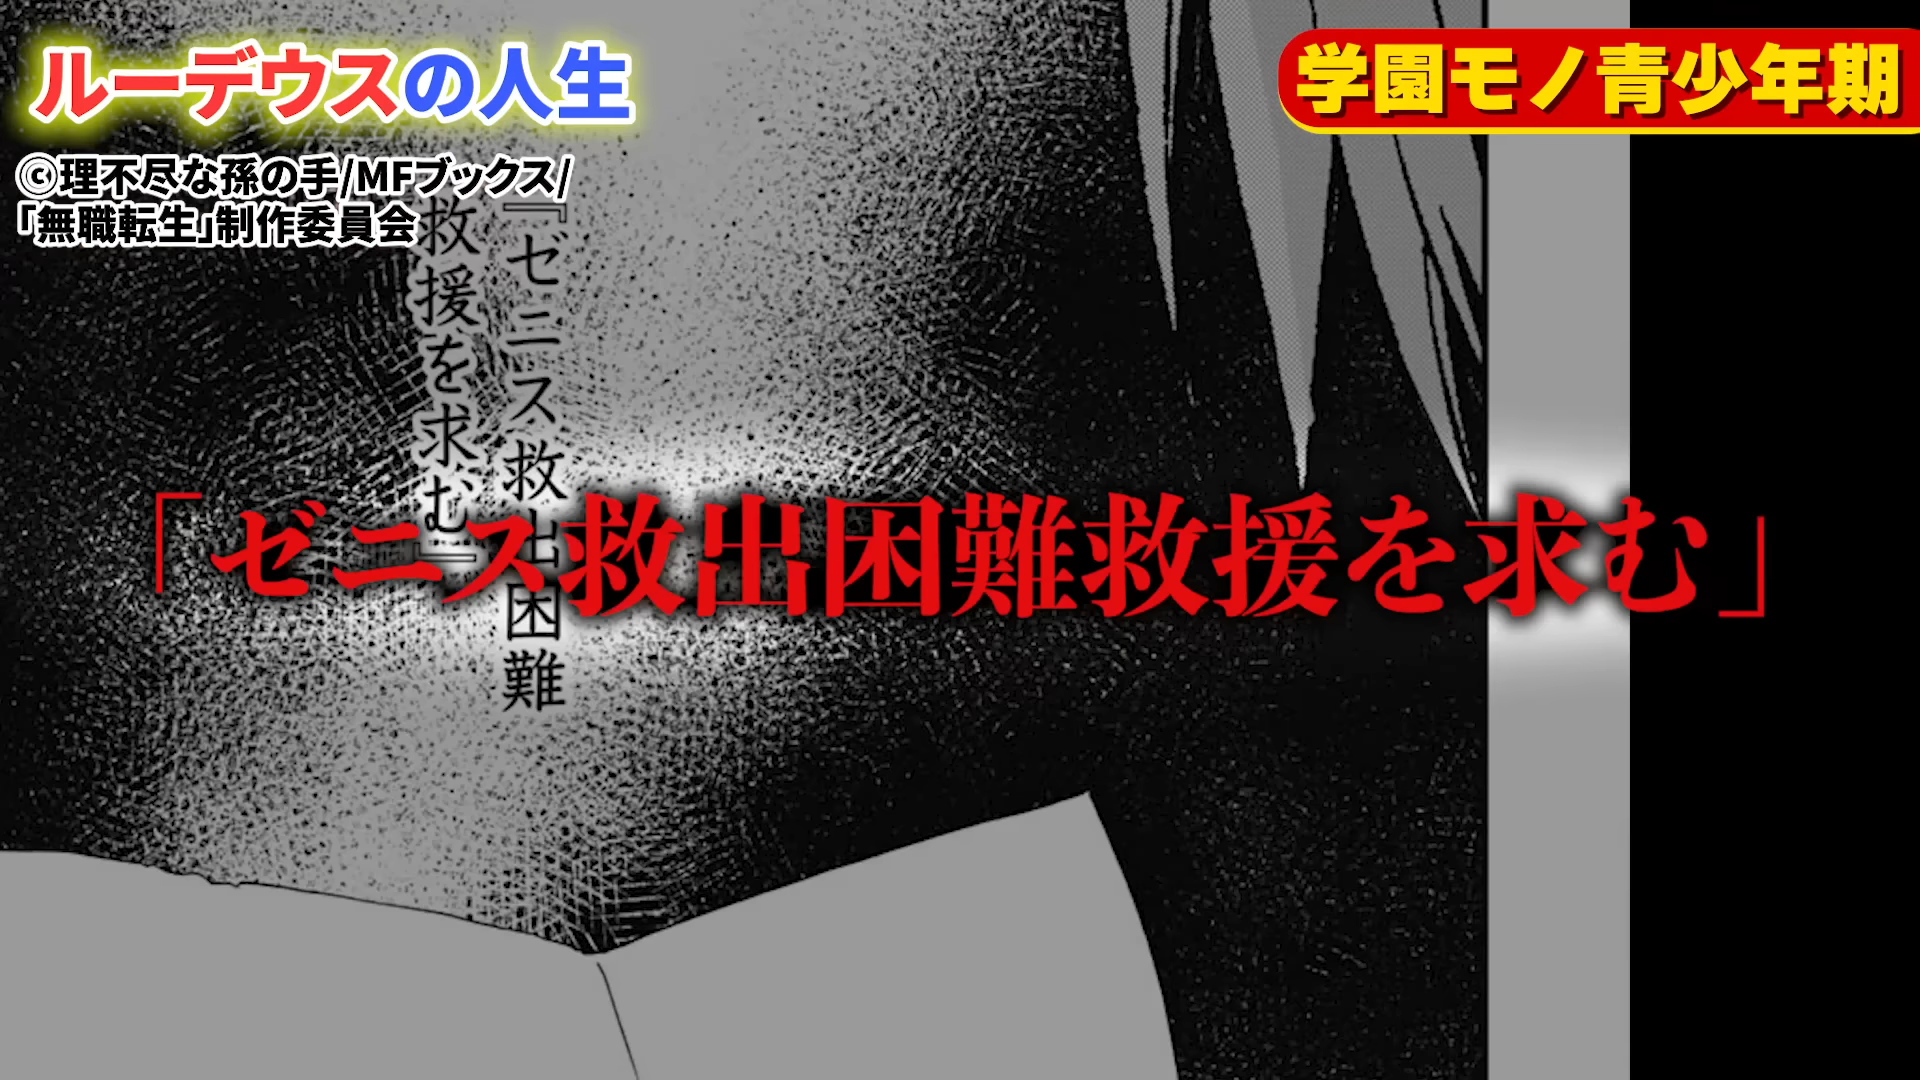 ルーデウスの人生
学園モノ青少年期
©理不尽な孫の手/MFブックス/
「無職転生」制作委員会
『ゼニス救出困難
救援を求む』
「ゼニス救出困難救援を求む」